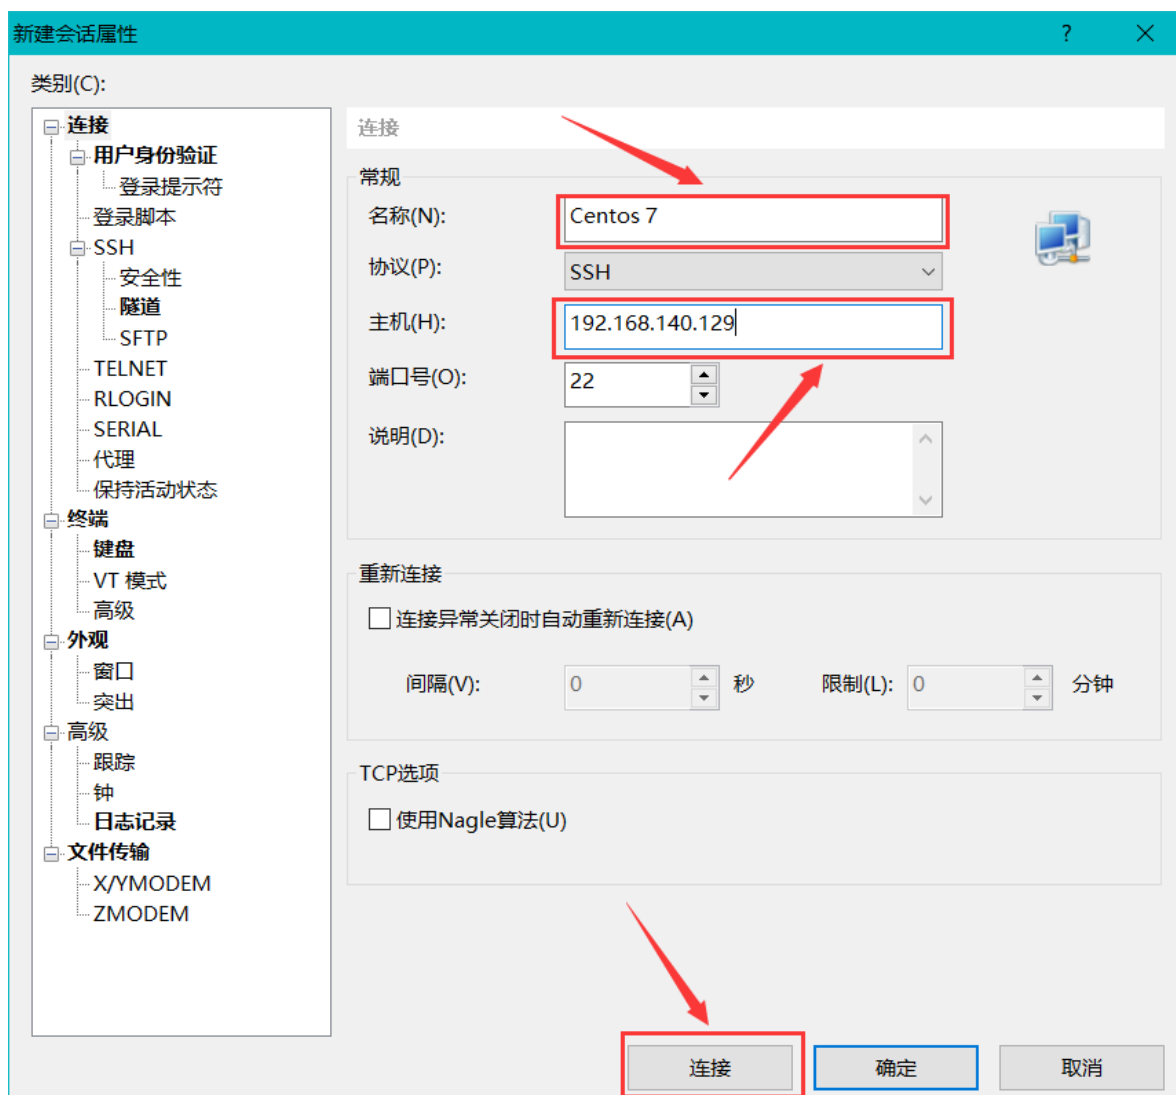 新建会话属性
?
类别(C):
连接
用户身份验证
登录提示符
登录脚本
SSH
安全性
隧道
SFTP
TELNET
RLOGIN
SERIAL
代理
保持活动状态
终端
键盘
VT 模式
高级
外观
窗口
突出
高级
跟踪
钟
日志记录
文件传输
X/YMODEM
ZMODEM
连接
常规
名称(N): Centos 7
协议(P): SSH
主机(H): 192.168.140.129
端口号(O): 22
说明(D):
重新连接
连接异常关闭时自动重新连接(A)
间隔(V): 0 秒 限制(L): 0 分钟
TCP选项
使用Nagle算法(U)
连接 确定 取消